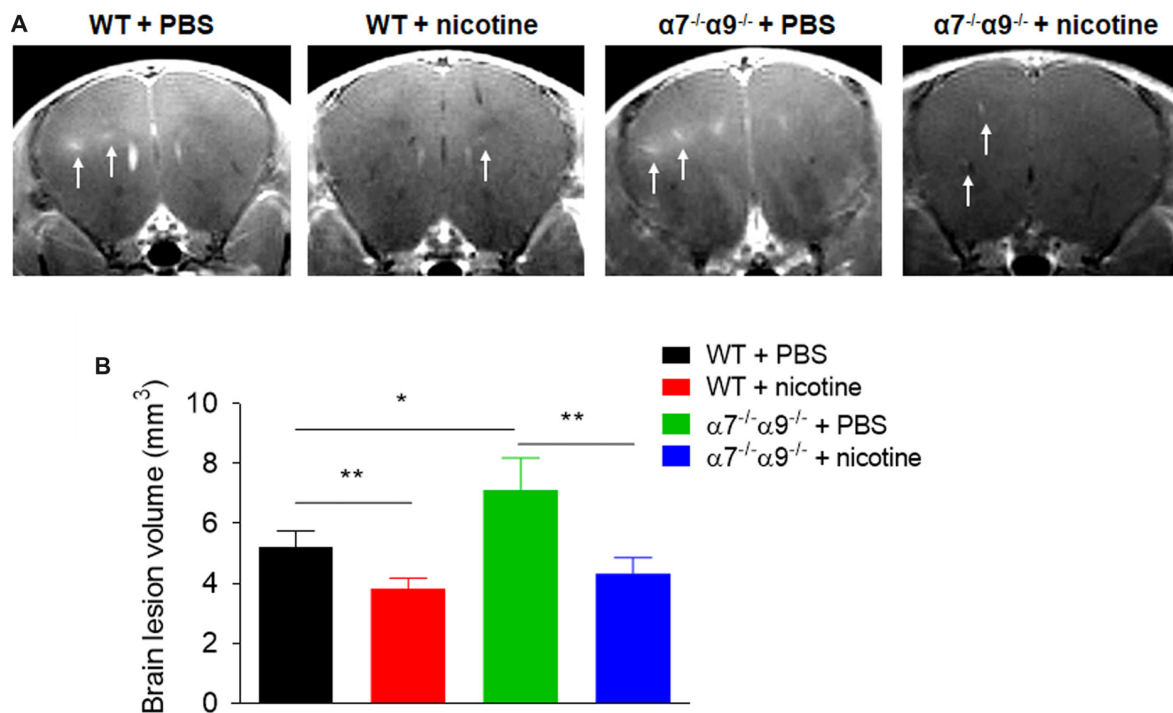 A
WT + PBS
WT + nicotine
α7⁻/⁻α9⁻/⁻ + PBS
α7⁻/⁻α9⁻/⁻ + nicotine
B
WT + PBS
WT + nicotine
α7⁻/⁻α9⁻/⁻ + PBS
α7⁻/⁻α9⁻/⁻ + nicotine
Brain lesion volume (mm³)
10
8
6
4
2
0
*
**
**